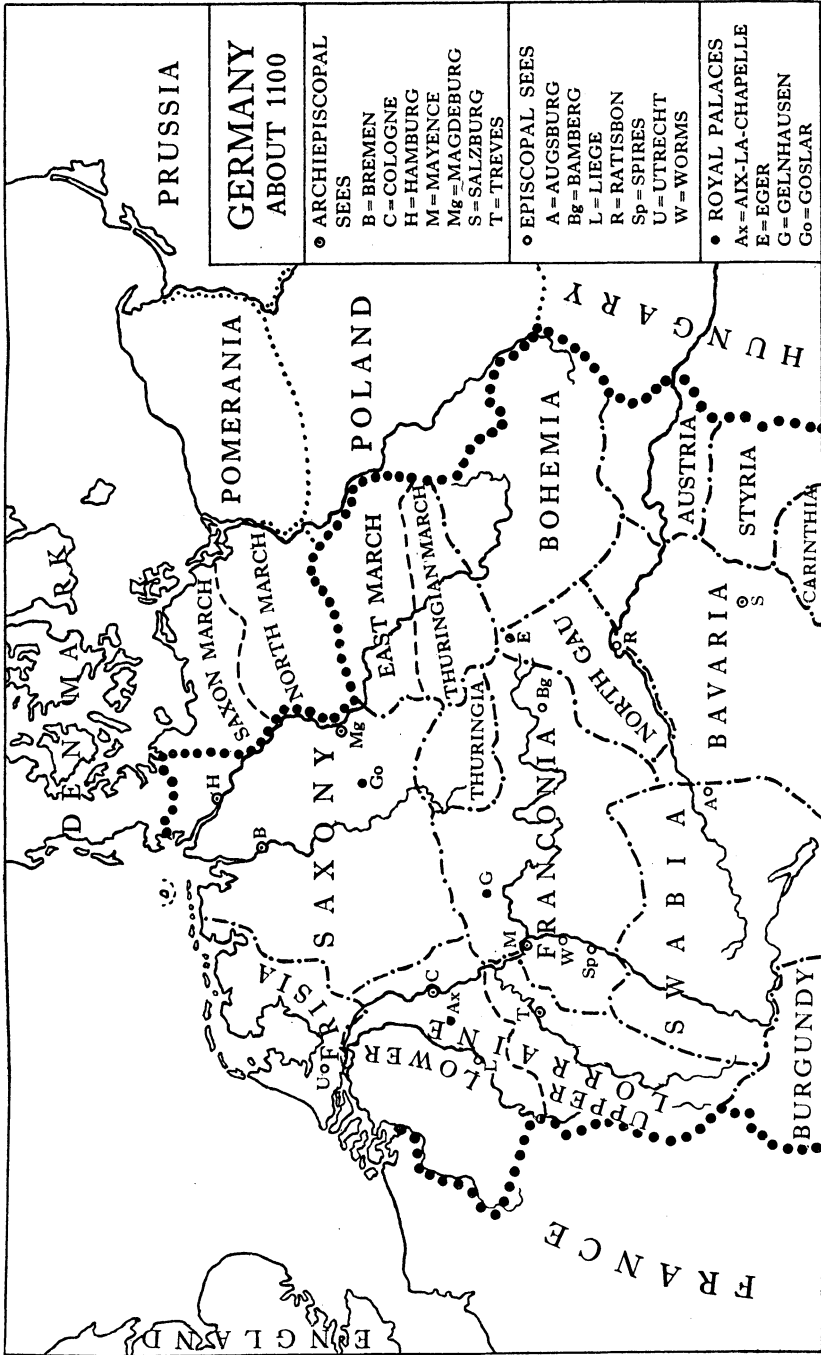 GERMANY
ABOUT 1100
ARCHIEPISCOPAL
SEES
B=BREMEN
C=COLOGNE
H=HAMBURG
M=MAYENCE
Mg=MAGDEBURG
S=SALZBURG
T=TREVES
EPISCOPAL SEES
A=AUGSBURG
Bg=BAMBERG
L=LIEGE
R=RATISBON
Sp=SPIRES
U=UTRECHT
W=WORMS
ROYAL PALACES
Ax=AIX-LA-CHAPELLE
E=EGER
G=GELNHAUSEN
Go=GOSLAR
PRUSSIA
DENMARK
ENGLAND
POMERANIA
SAXON MARCH
NORTH MARCH
POLAND
H
B
FRISIA
U
SAXONY
Mg
Go
EAST MARCH
THURINGIAN MARCH
THURINGIA
C
Ax
LOWER
UPPER
LORRAINE
L
T
G
M
FRANCONIA
W
Sp
Bg
E
BOHEMIA
HUNGARY
NORTH GAU
R
AUSTRIA
STYRIA
CARINTHIA
BAVARIA
S
A
SWABIA
BURGUNDY
FRANCE